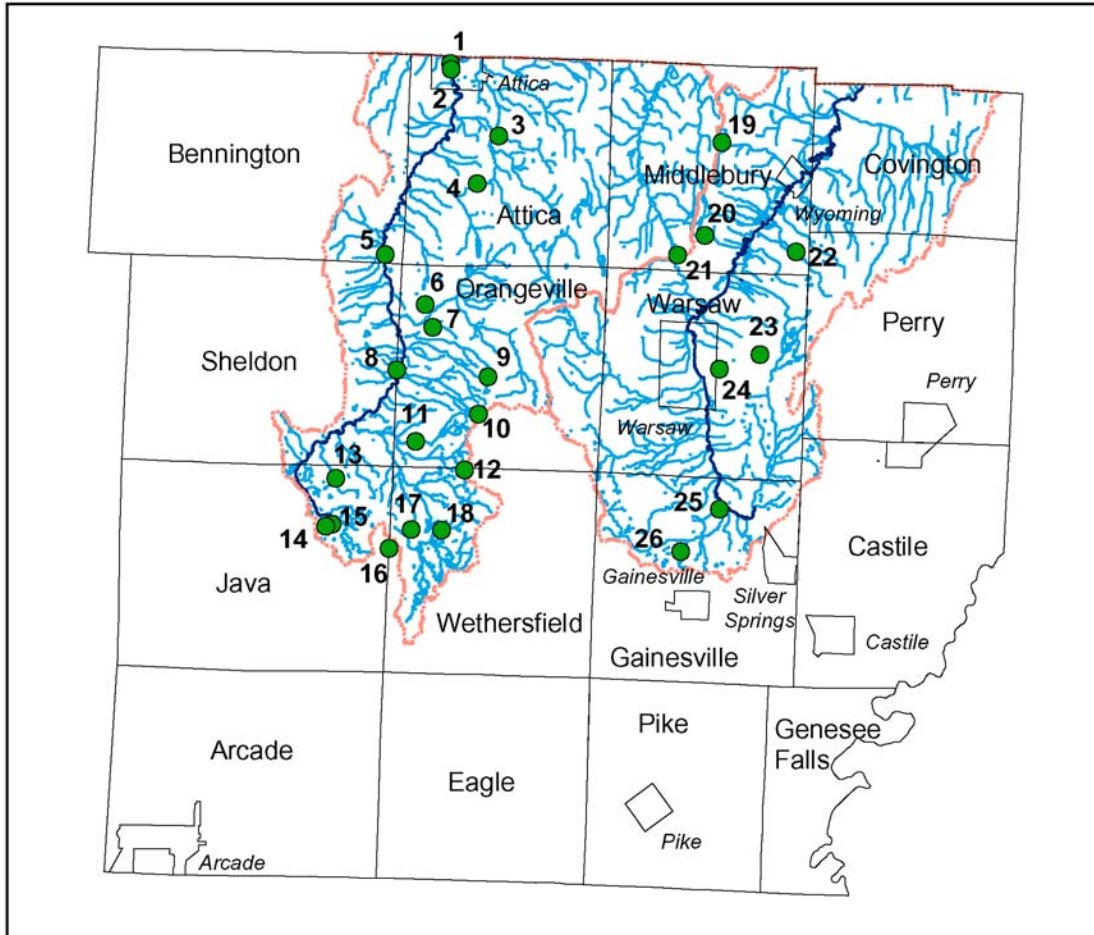 1
2
Attica
3
19
Bennington
Middlebury
Covington
4
Attica
20
Wyoming
5
21
22
6
Orangeville
Warsaw
7
23
Perry
Sheldon
8
9
24
Perry
10
11
Warsaw
12
13
17
18
25
14
15
26
Castile
16
Java
Gainesville
Silver
Springs
Wethersfield
Castile
Gainesville
Pike
Genesee
Falls
Arcade
Eagle
Pike
Arcade